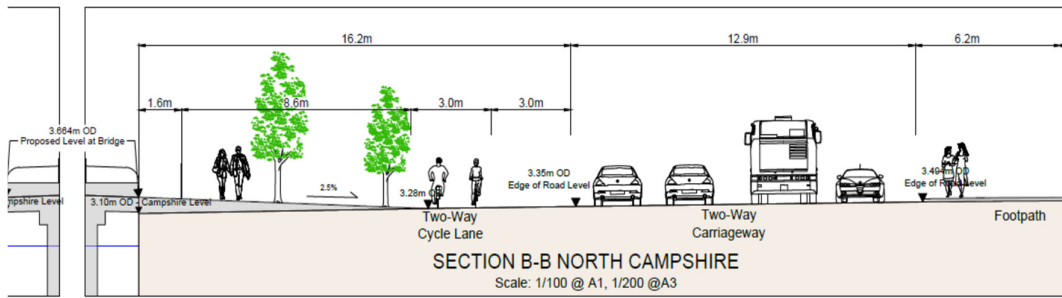 16.2m
12.9m
6.2m
1.6m
8.6m
3.0m
3.0m
3.664m OD
Proposed Level at Bridge
3.35m OD
Edge of Road Level
3.494m OD
Edge of Road Level
2.5%
3.28m OD
mpshire Level
3.10m OD - Campshire Level
Two-Way
Cycle Lane
Two-Way
Carriageway
Footpath
SECTION B-B NORTH CAMPSHIRE
Scale: 1/100 @ A1, 1/200 @A3